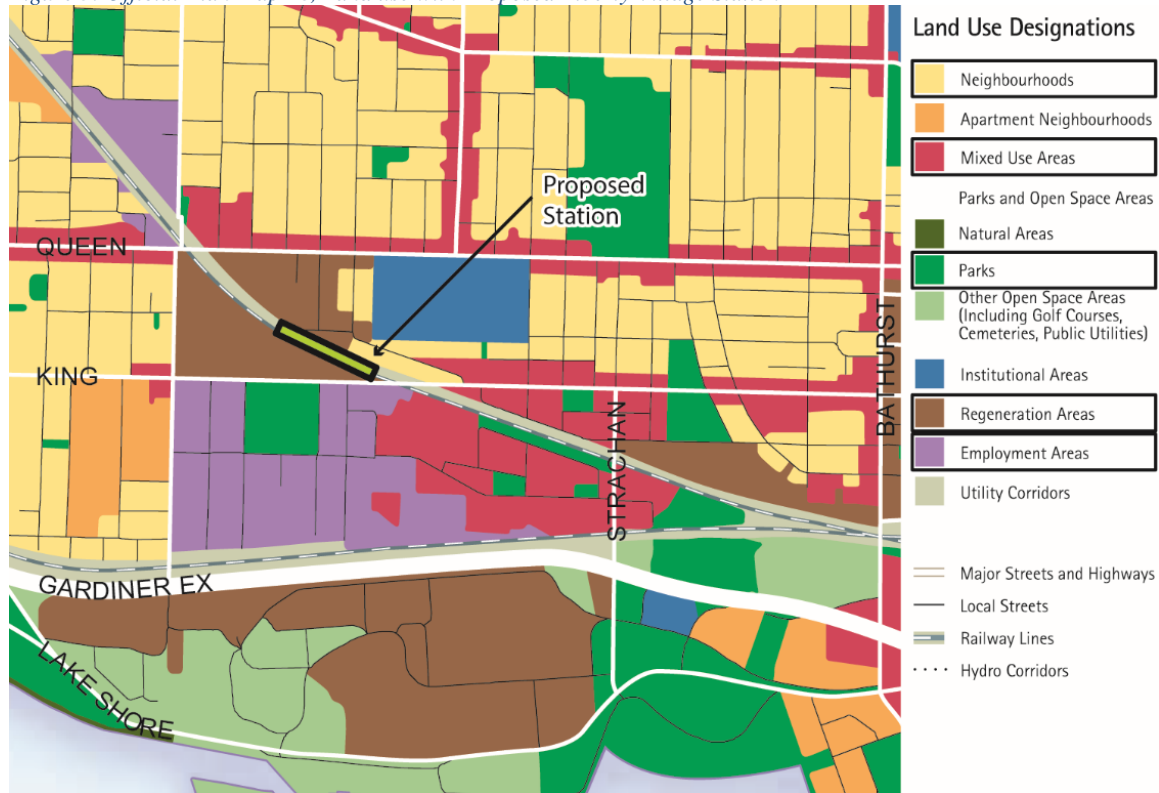 Land Use Designations
Neighbourhoods
Apartment Neighbourhoods
Mixed Use Areas
Parks and Open Space Areas
Natural Areas
Parks
Other Open Space Areas
(Including Golf Courses,
Cemeteries, Public Utilities)
Institutional Areas
Regeneration Areas
Employment Areas
Utility Corridors
Major Streets and Highways
Local Streets
Railway Lines
Hydro Corridors
Proposed
Station
QUEEN
KING
BATHURST
STRACHAN
GARDINER EX
LAKE SHORE